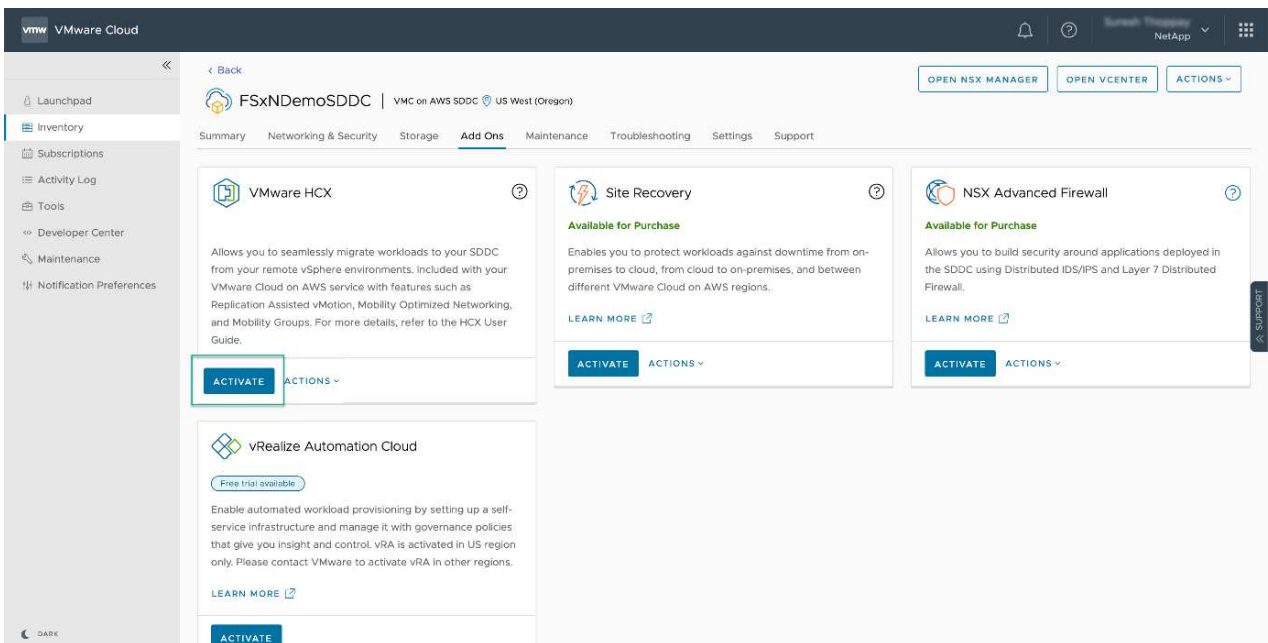 vmw VMware Cloud
NetApp
Launchpad
Inventory
Subscriptions
Activity Log
Tools
Developer Center
Maintenance
Notification Preferences
DARK
Back
FSxNDemoSDDC | VMC on AWS SDDC US West (Oregon)
OPEN NSX MANAGER
OPEN VCENTER
ACTIONS
Summary Networking & Security Storage Add Ons Maintenance Troubleshooting Settings Support
VMware HCX
Allows you to seamlessly migrate workloads to your SDDC
from your remote vSphere environments. Included with your
VMware Cloud on AWS service with features such as
Replication Assisted vMotion, Mobility Optimized Networking,
and Mobility Groups. For more details, refer to the HCX User
Guide.
ACTIVATE ACTIONS
Site Recovery
Available for Purchase
Enables you to protect workloads against downtime from on-
premises to cloud, from cloud to on-premises, and between
different VMware Cloud on AWS regions.
LEARN MORE
ACTIVATE ACTIONS
NSX Advanced Firewall
Available for Purchase
Allows you to build security around applications deployed in
the SDDC using Distributed IDS/IPS and Layer 7 Distributed
Firewall.
LEARN MORE
ACTIVATE ACTIONS
SUPPORT
vRealize Automation Cloud
Free trial available
Enable automated workload provisioning by setting up a self-
service infrastructure and manage it with governance policies
that give you insight and control. vRA is activated in US region
only. Please contact VMware to activate vRA in other regions.
LEARN MORE
ACTIVATE